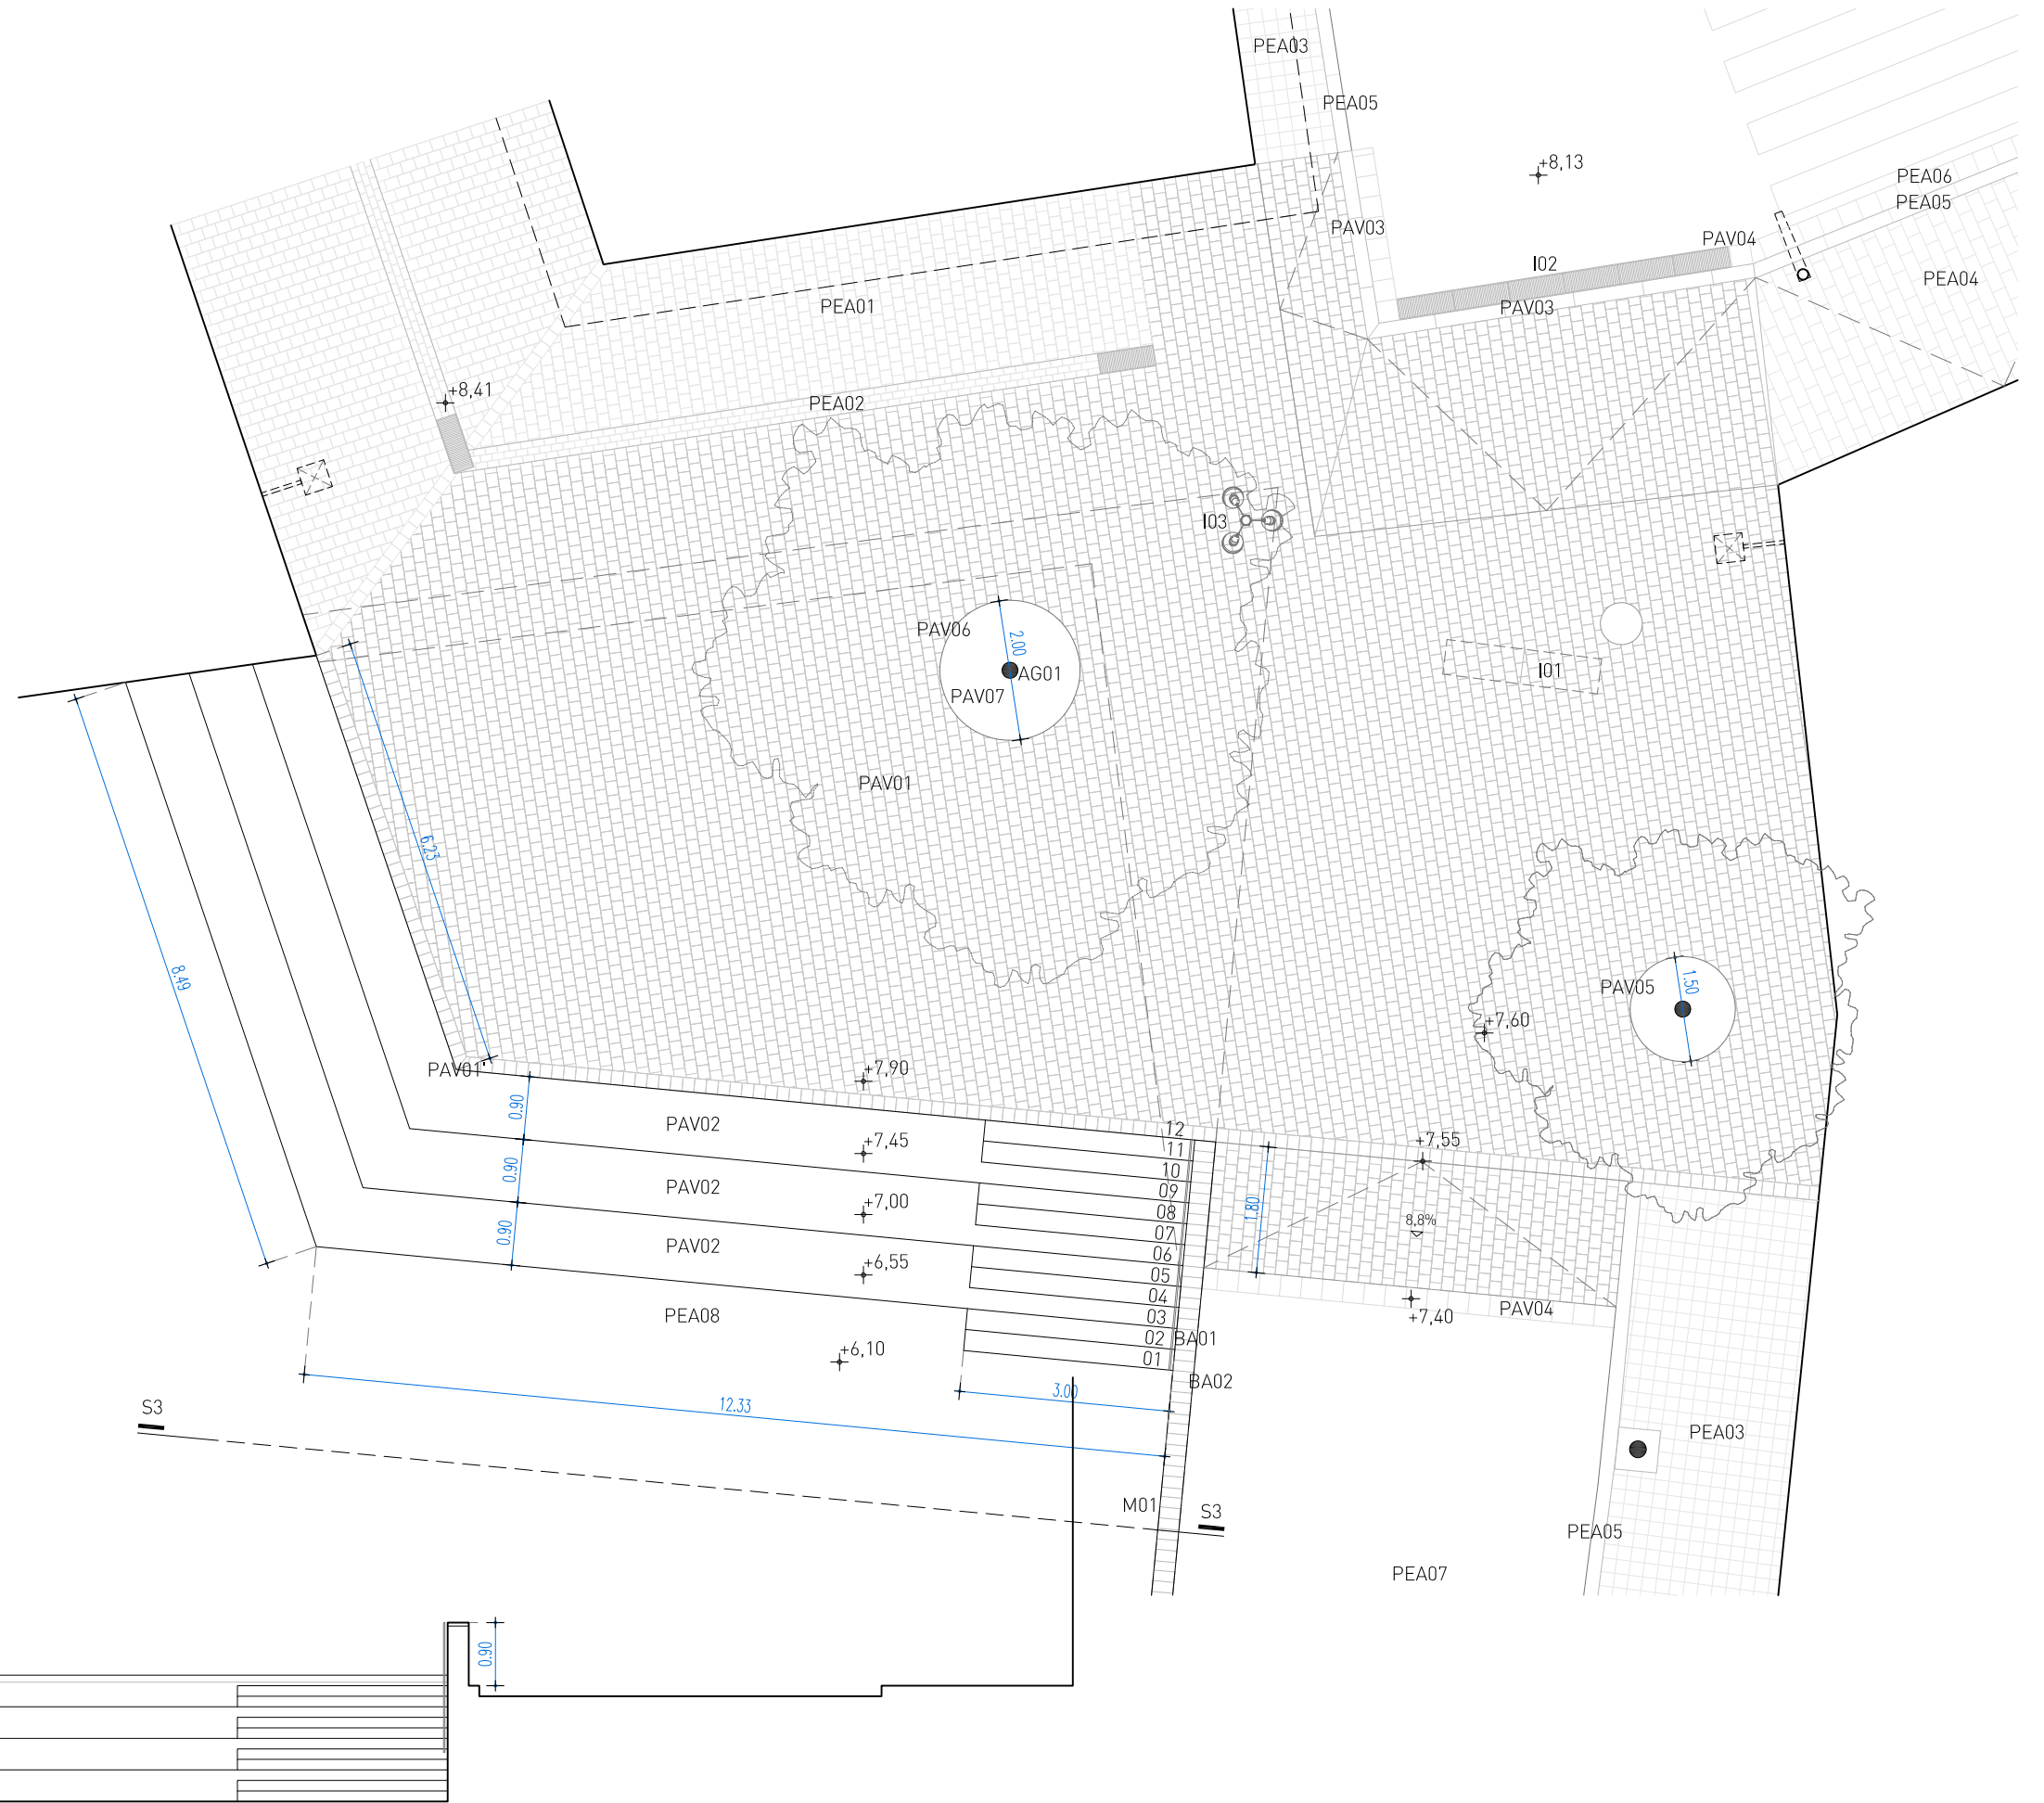 PEA03
PEA05
+8,13
PEA06
PEA05
PAV03
PAV04
I02
PEA04
PEA01
PAV03
+8,41
PEA02
I03
PAV06
2.00
AG01
I01
PAV07
PAV01
6.23
8.49
PAV05
1.50
+7,60
PAV01'
+7,90
0.90
PAV02
+7,45
12
11
10
+7,55
0.90
PAV02
+7,00
09
08
07
1.80
8,8%
0.90
PAV02
+6,55
06
05
04
PEA08
03
02
01
BA01
PAV04
+7,40
+6,10
BA02
3.00
12.33
S3
PEA03
M01
S3
PEA05
PEA07
0.90